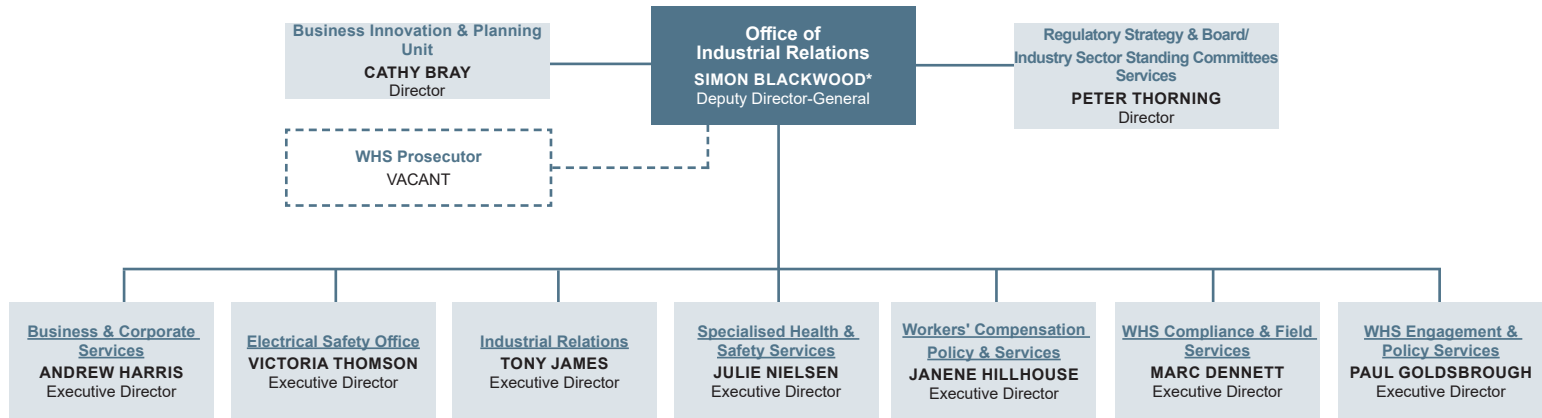 Business Innovation & Planning
Unit
CATHY BRAY
Director
Office of
Industrial Relations
SIMON BLACKWOOD*
Deputy Director-General
Regulatory Strategy & Board/
Industry Sector Standing Committees
Services
PETER THORNING
Director
WHS Prosecutor
VACANT
Business & Corporate
Services
ANDREW HARRIS
Executive Director
Electrical Safety Office
VICTORIA THOMSON
Executive Director
Industrial Relations
TONY JAMES
Executive Director
Specialised Health &
Safety Services
JULIE NIELSEN
Executive Director
Workers' Compensation
Policy & Services
JANENE HILLHOUSE
Executive Director
WHS Compliance & Field
Services
MARC DENNETT
Executive Director
WHS Engagement &
Policy Services
PAUL GOLDSBROUGH
Executive Director